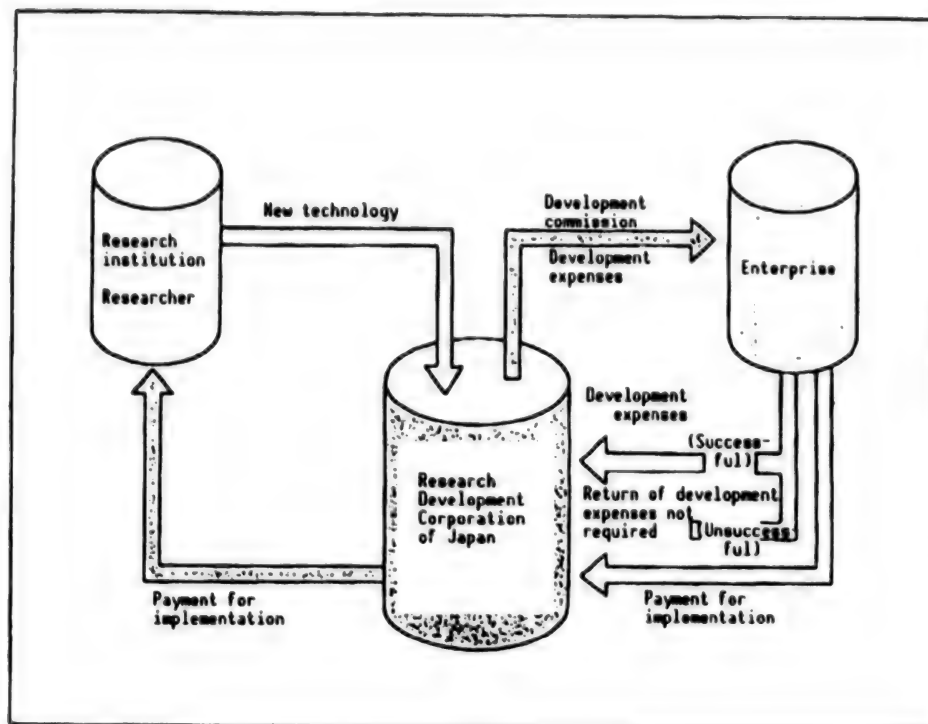 New technology
Research
institution
Researcher
Development
commission
Development
expenses
Enterprise
Development
expenses
(Success-
ful)
Return of development
expenses not
required
(Unsuccess-
ful)
Research
Development
Corporation
of Japan
Payment for
implementation
Payment for
implementation